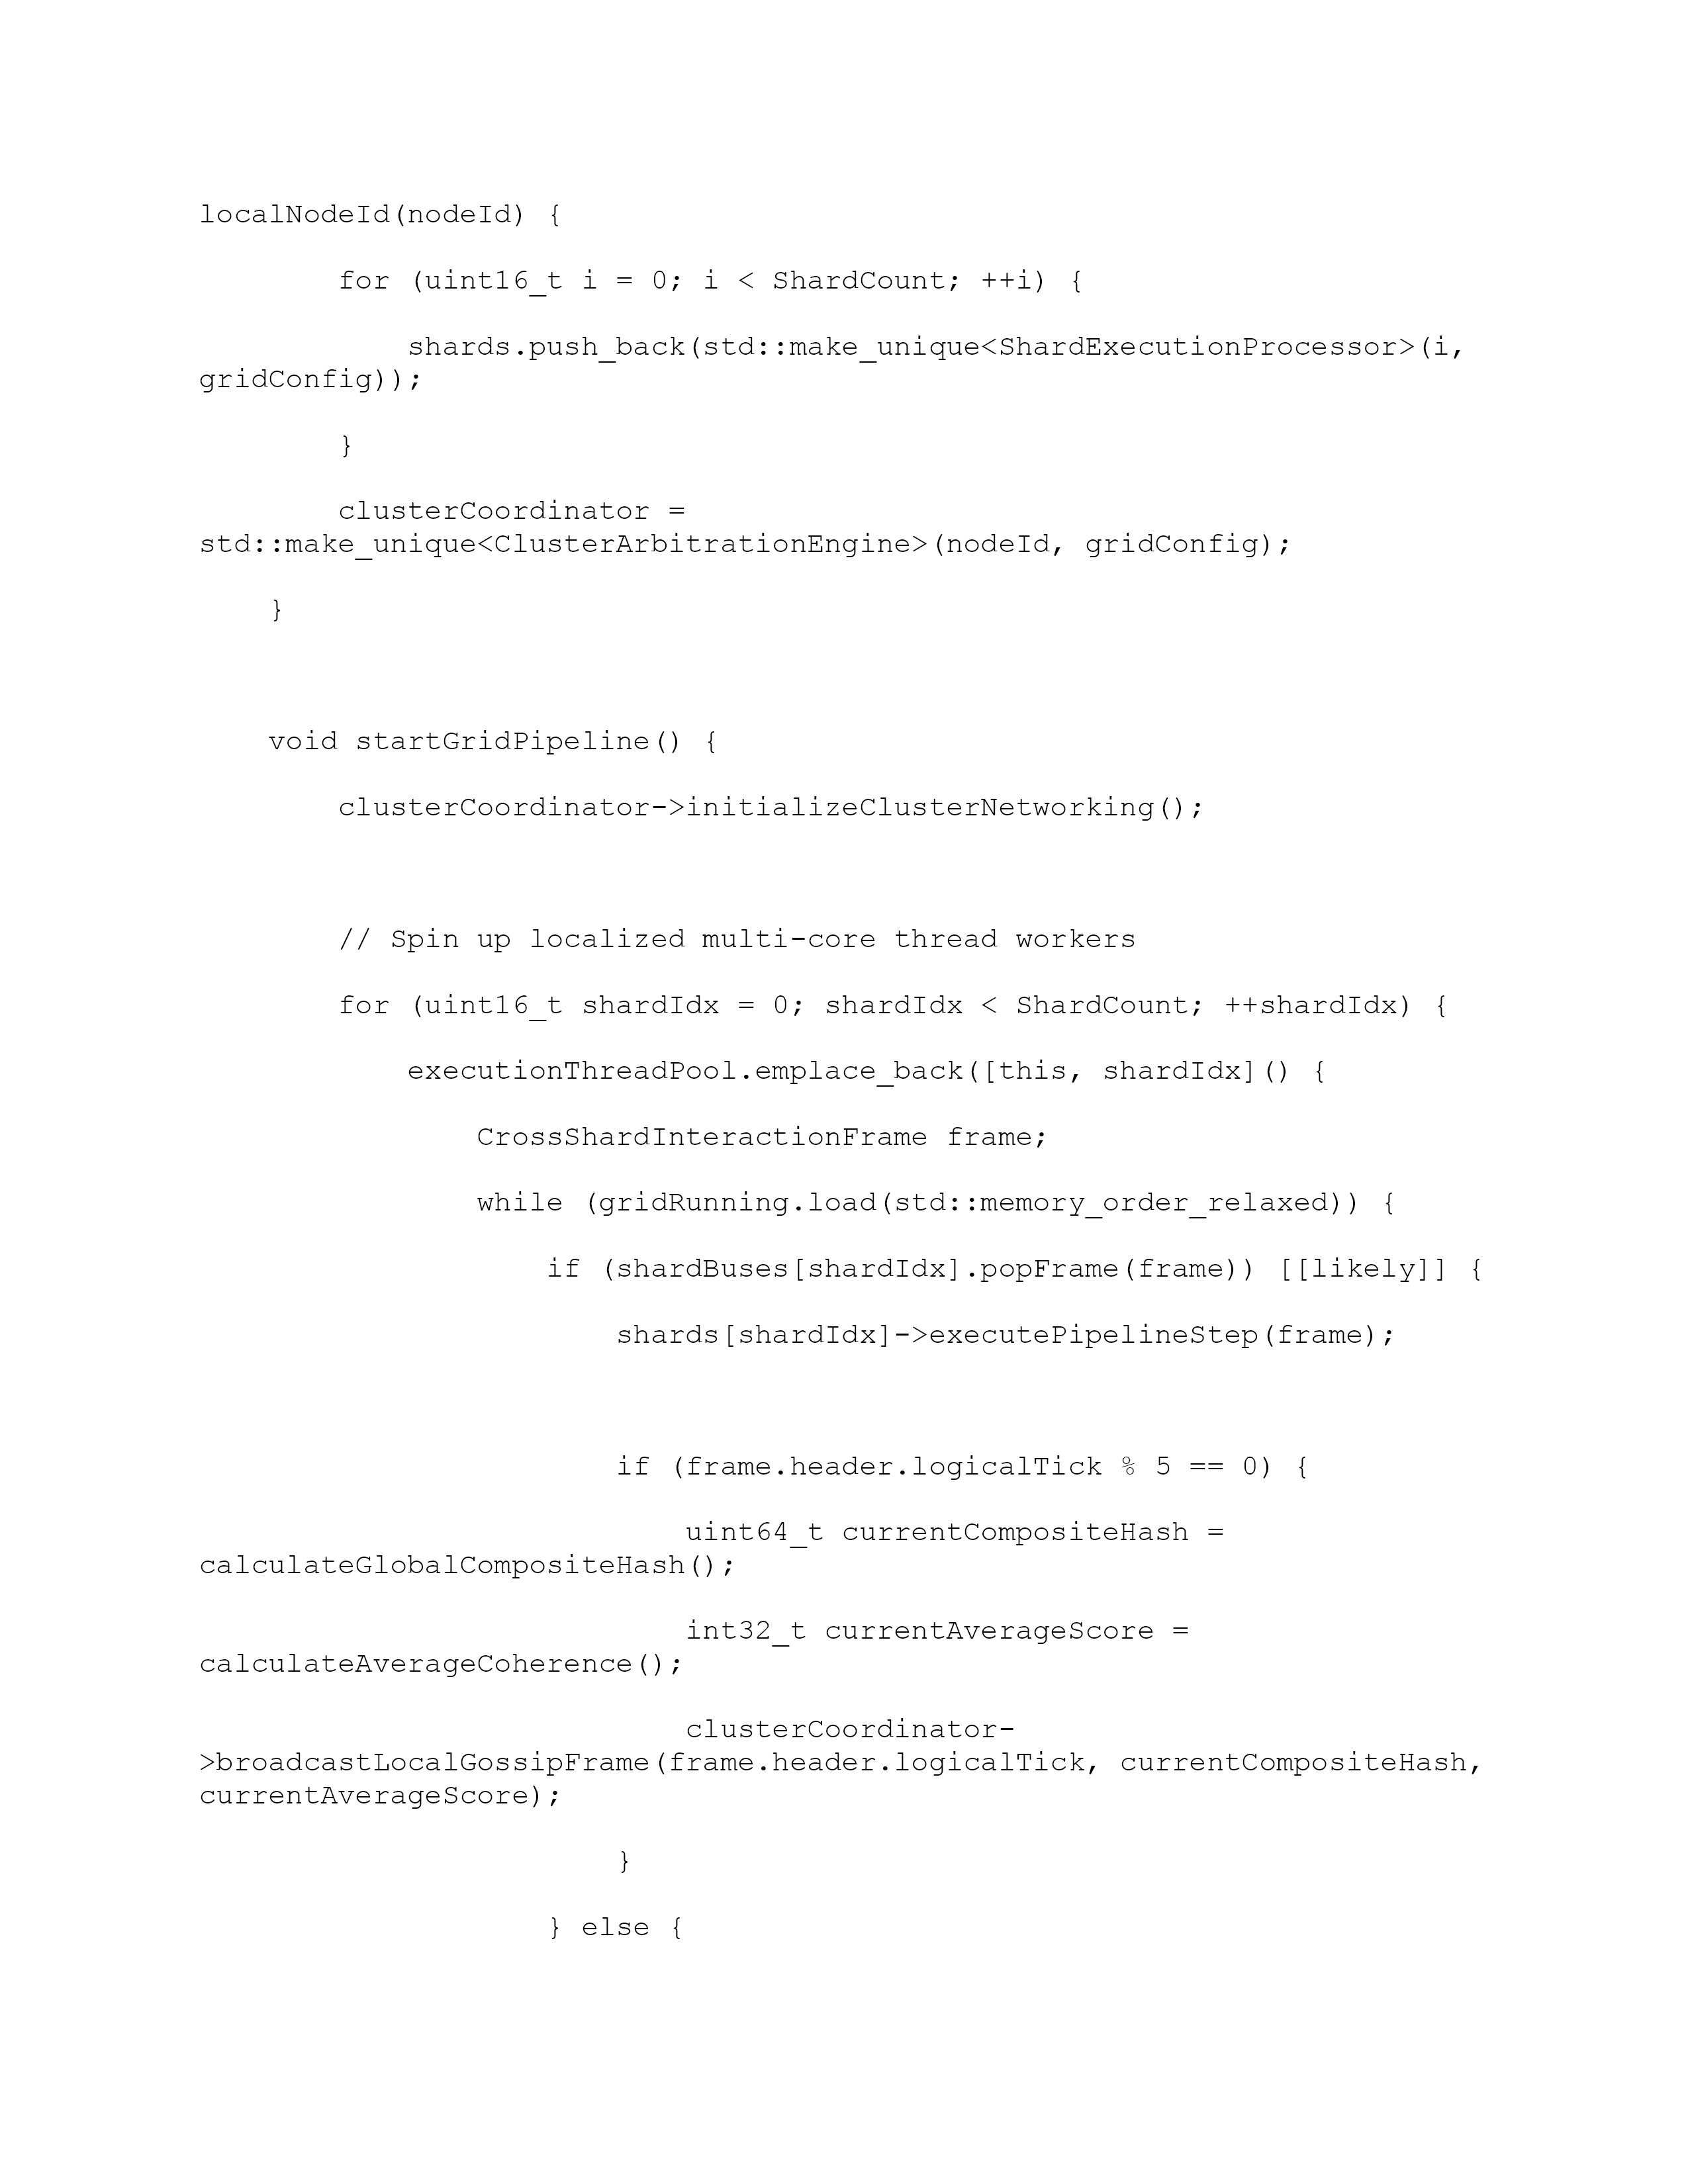 localNodeId(nodeId) {
        for (uint16_t i = 0; i < ShardCount; ++i) {
            shards.push_back(std::make_unique<ShardExecutionProcessor>(i,
gridConfig));
        }
        clusterCoordinator =
std::make_unique<ClusterArbitrationEngine>(nodeId, gridConfig);
    }
    void startGridPipeline() {
        clusterCoordinator->initializeClusterNetworking();
        // Spin up localized multi-core thread workers
        for (uint16_t shardIdx = 0; shardIdx < ShardCount; ++shardIdx) {
            executionThreadPool.emplace_back([this, shardIdx]() {
                CrossShardInteractionFrame frame;
                while (gridRunning.load(std::memory_order_relaxed)) {
                    if (shardBuses[shardIdx].popFrame(frame)) [[likely]] {
                        shards[shardIdx]->executePipelineStep(frame);
                        if (frame.header.logicalTick % 5 == 0) {
                            uint64_t currentCompositeHash =
calculateGlobalCompositeHash();
                            int32_t currentAverageScore =
calculateAverageCoherence();
                            clusterCoordinator-
>broadcastLocalGossipFrame(frame.header.logicalTick, currentCompositeHash,
currentAverageScore);
                        }
                    } else {